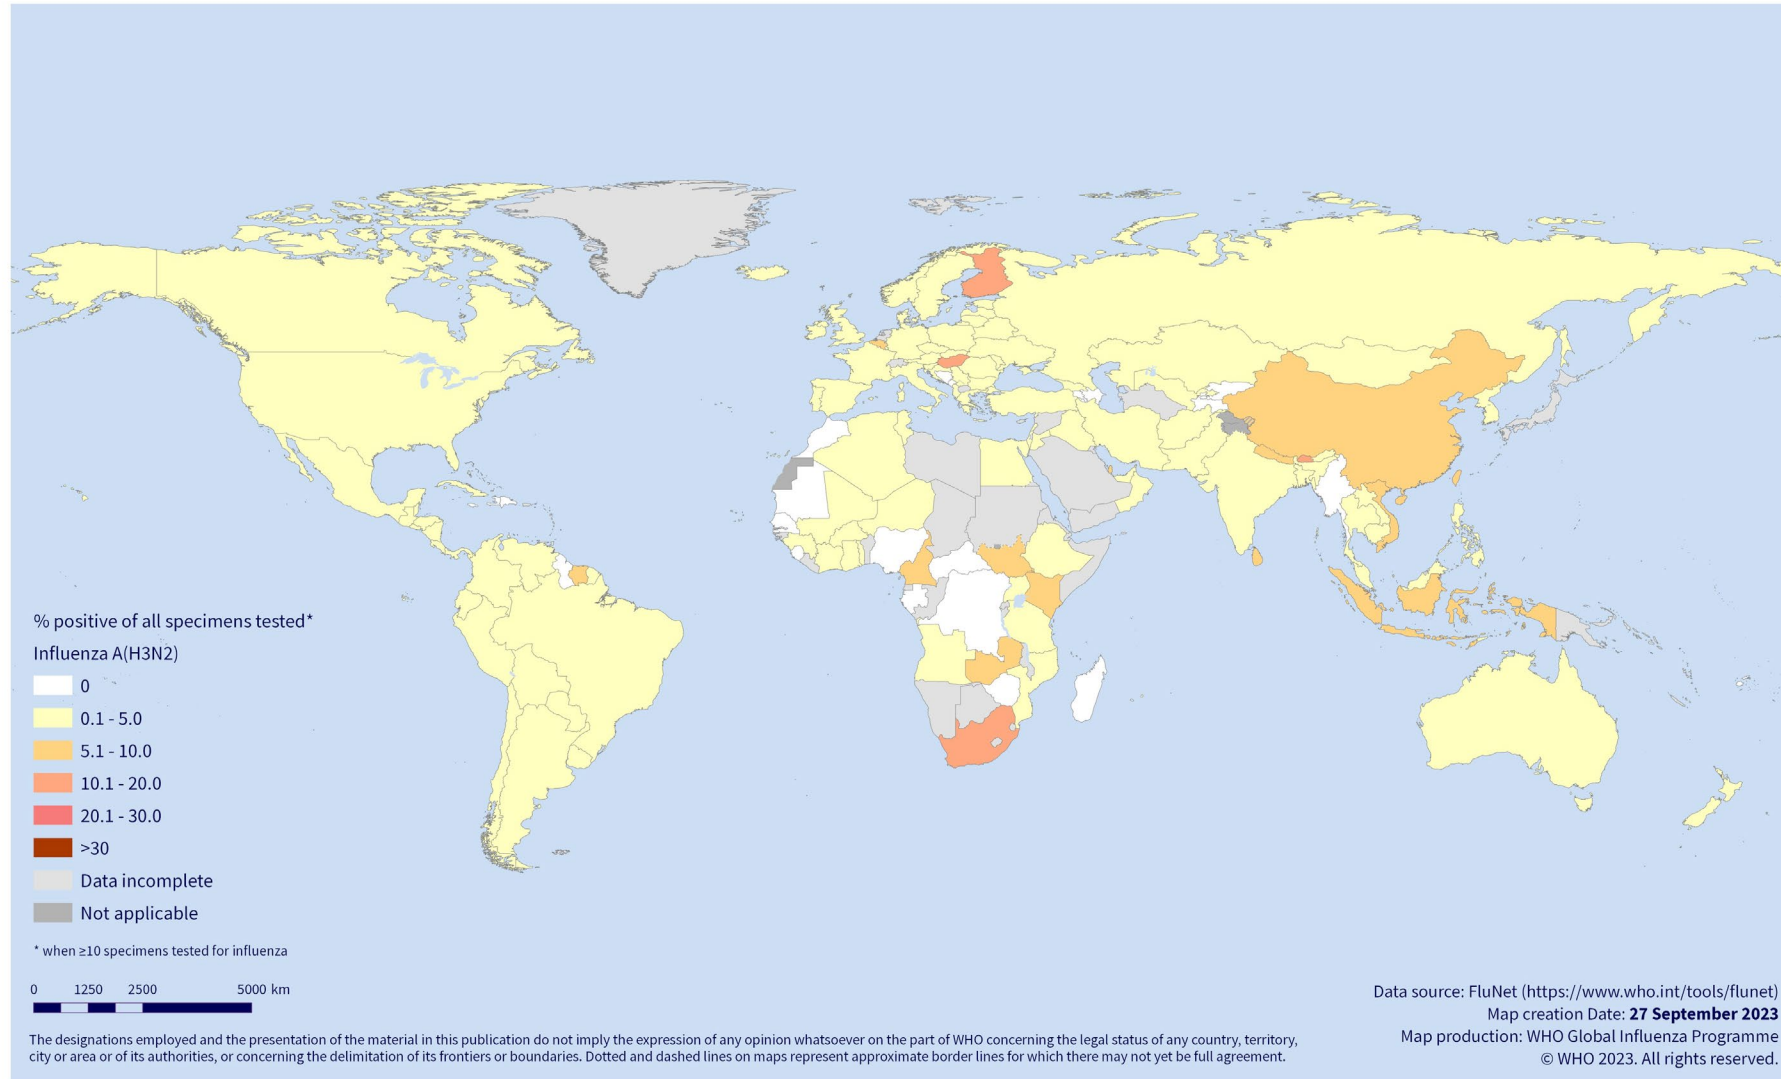 % positive of all specimens tested*
Influenza A(H3N2)
0
0.1 - 5.0
5.1 - 10.0
10.1 - 20.0
20.1 - 30.0
>30
Data incomplete
Not applicable
* when ≥10 specimens tested for influenza
0 1250 2500 5000 km
The designations employed and the presentation of the material in this publication do not imply the expression of any opinion whatsoever on the part of WHO concerning the legal status of any country, territory,
city or area or of its authorities, or concerning the delimitation of its frontiers or boundaries. Dotted and dashed lines on maps represent approximate border lines for which there may not yet be full agreement.
Data source: FluNet (https://www.who.int/tools/flunet)
Map creation Date: 27 September 2023
Map production: WHO Global Influenza Programme
© WHO 2023. All rights reserved.